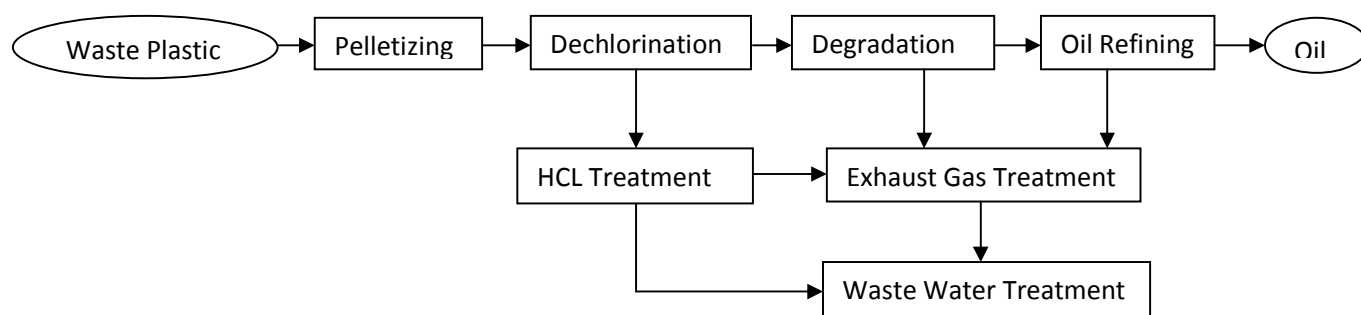 Waste Plastic
Pelletizing
Dechlorination
Degradation
Oil Refining
Oil
HCL Treatment
Exhaust Gas Treatment
Waste Water Treatment